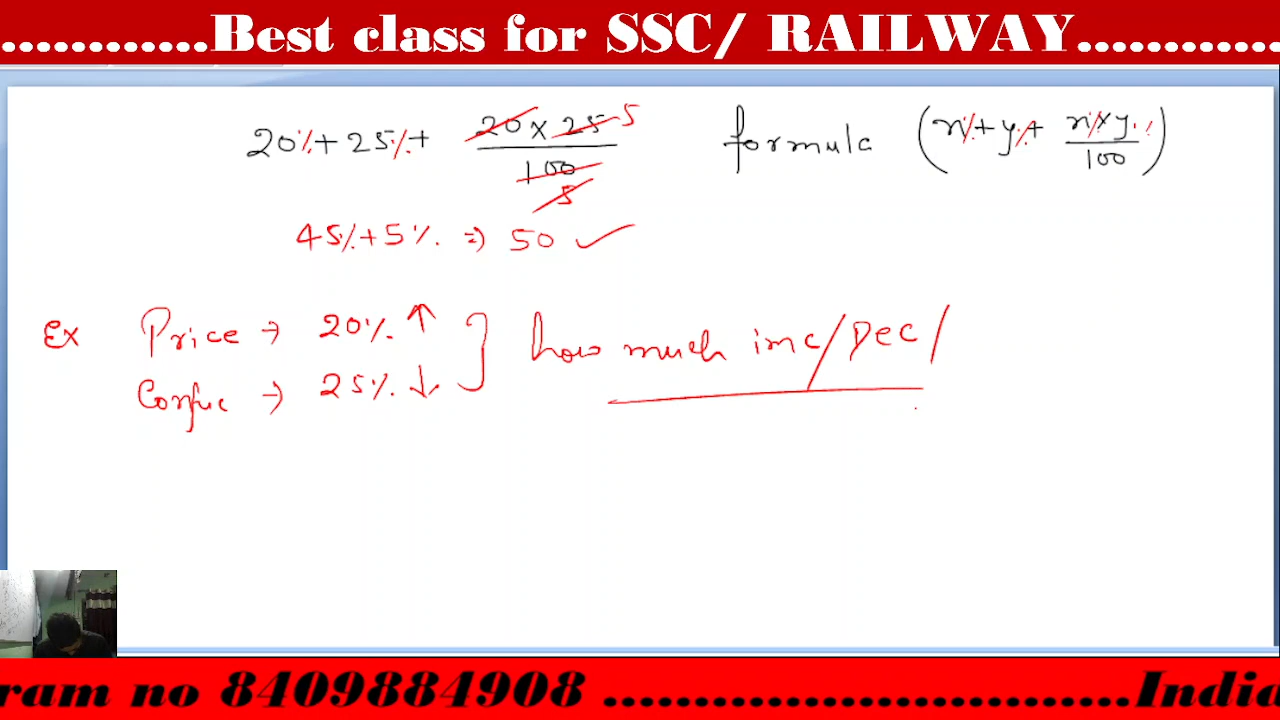 ............Best class for SSC/ RAILWAY............
20%+ 25%+ 20 x 25 5 / 100 5 formula (x%+ y%+ x% x y% / 100)
45%+5% => 50 ✓
Ex Price → 20% ↑ } how much inc/Dec/
→ 25% ↓
ram no 8409884908 ..............................India